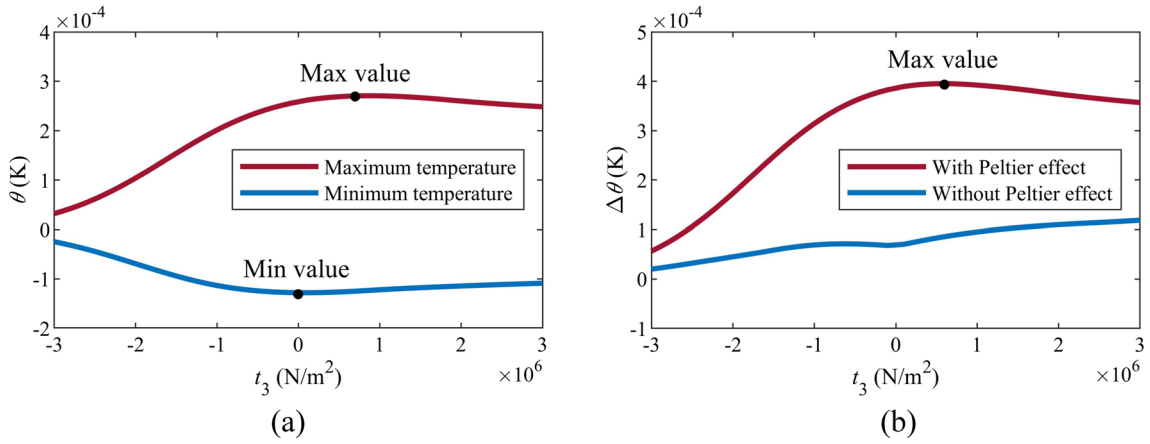 ×10⁻⁴
4
3
2
1
0
-1
-2
θ (K)
Max value
Maximum temperature
Minimum temperature
Min value
-3 -2 -1 0 1 2 3
t₃ (N/m²)
×10⁶
(a)
×10⁻⁴
5
4
3
2
1
0
-1
Δθ (K)
Max value
With Peltier effect
Without Peltier effect
-3 -2 -1 0 1 2 3
t₃ (N/m²)
×10⁶
(b)